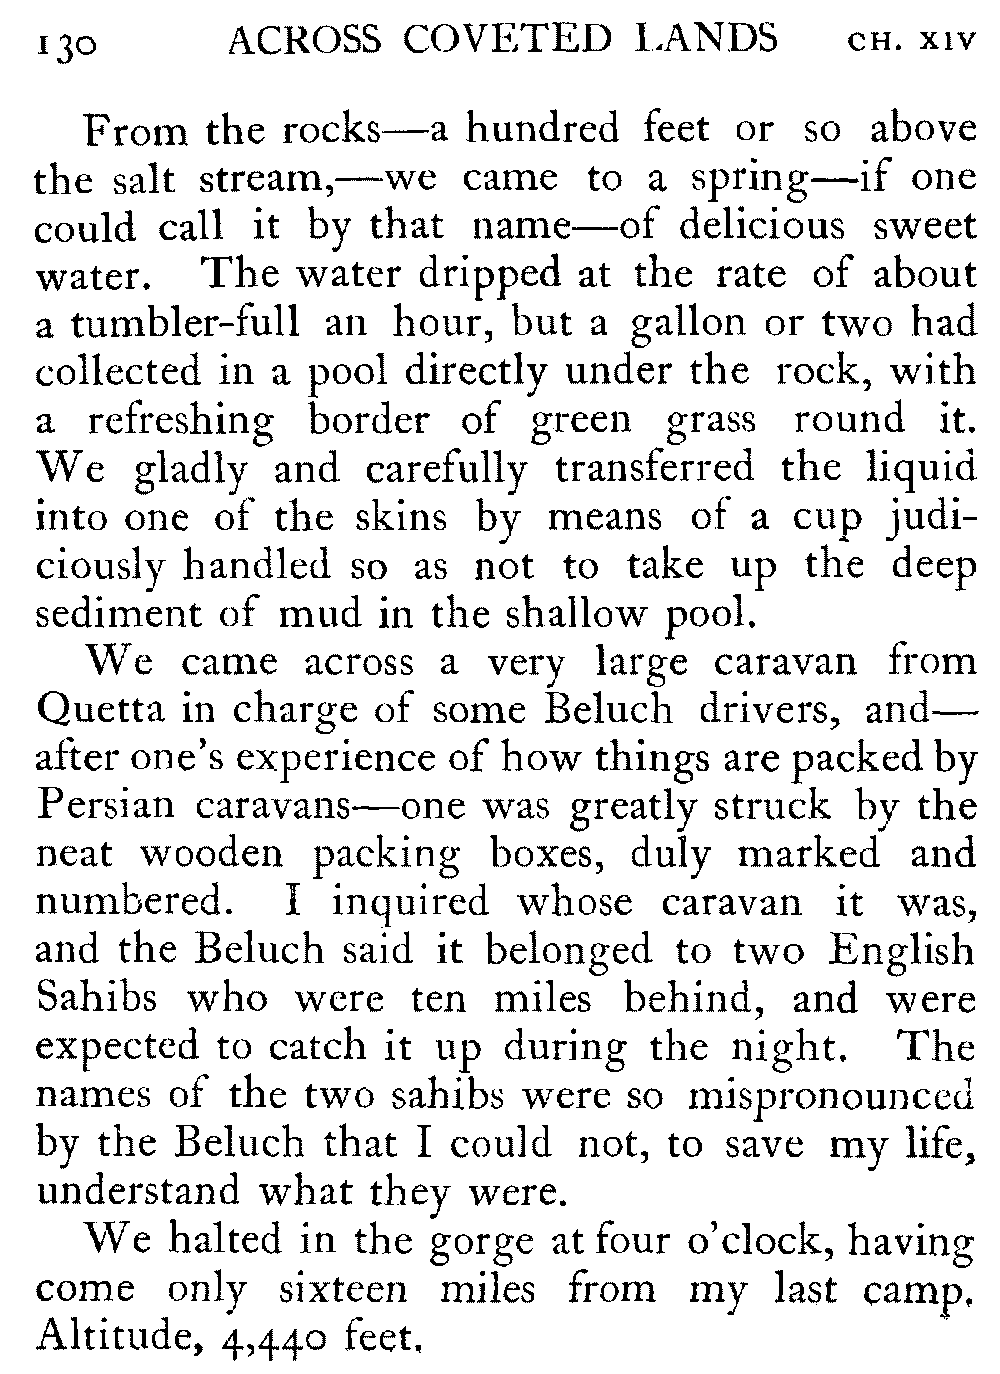 130 ACROSS COVETED LANDS CH. XIV
From the rocks—a hundred feet or so above
the salt stream,—we came to a spring—if one
could call it by that name—of delicious sweet
water. The water dripped at the rate of about
a tumbler-full an hour, but a gallon or two had
collected in a pool directly under the rock, with
a refreshing border of green grass round it.
We gladly and carefully transferred the liquid
into one of the skins by means of a cup judi-
ciously handled so as not to take up the deep
sediment of mud in the shallow pool.
We came across a very large caravan from
Quetta in charge of some Beluch drivers, and—
after one's experience of how things are packed by
Persian caravans—one was greatly struck by the
neat wooden packing boxes, duly marked and
numbered. I inquired whose caravan it was,
and the Beluch said it belonged to two English
Sahibs who were ten miles behind, and were
expected to catch it up during the night. The
names of the two sahibs were so mispronounced
by the Beluch that I could not, to save my life,
understand what they were.
We halted in the gorge at four o'clock, having
come only sixteen miles from my last camp.
Altitude, 4,440 feet.